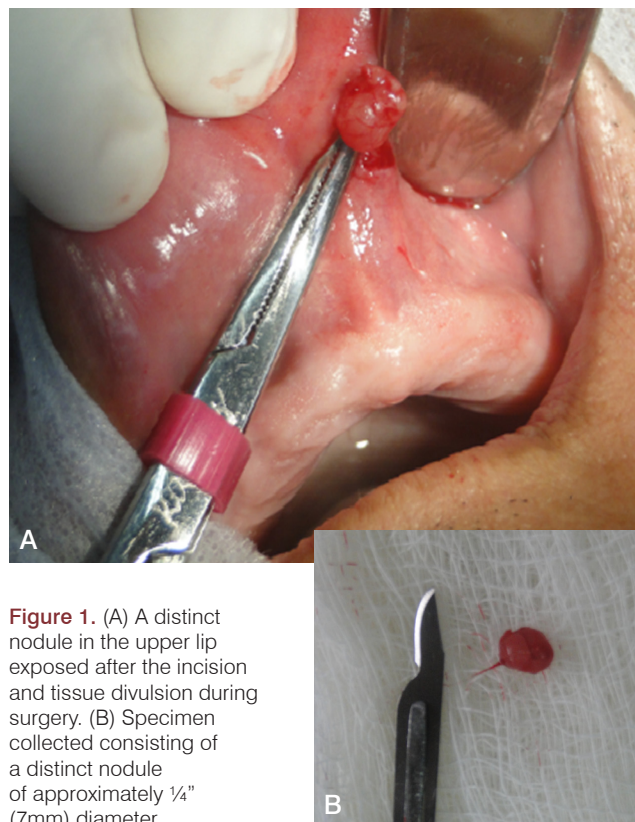 A
Figure 1. (A) A distinct
nodule in the upper lip
exposed after the incision
and tissue divulsion during
surgery. (B) Specimen
collected consisting of
a distinct nodule
of approximately ¼”
(7mm) diameter
B